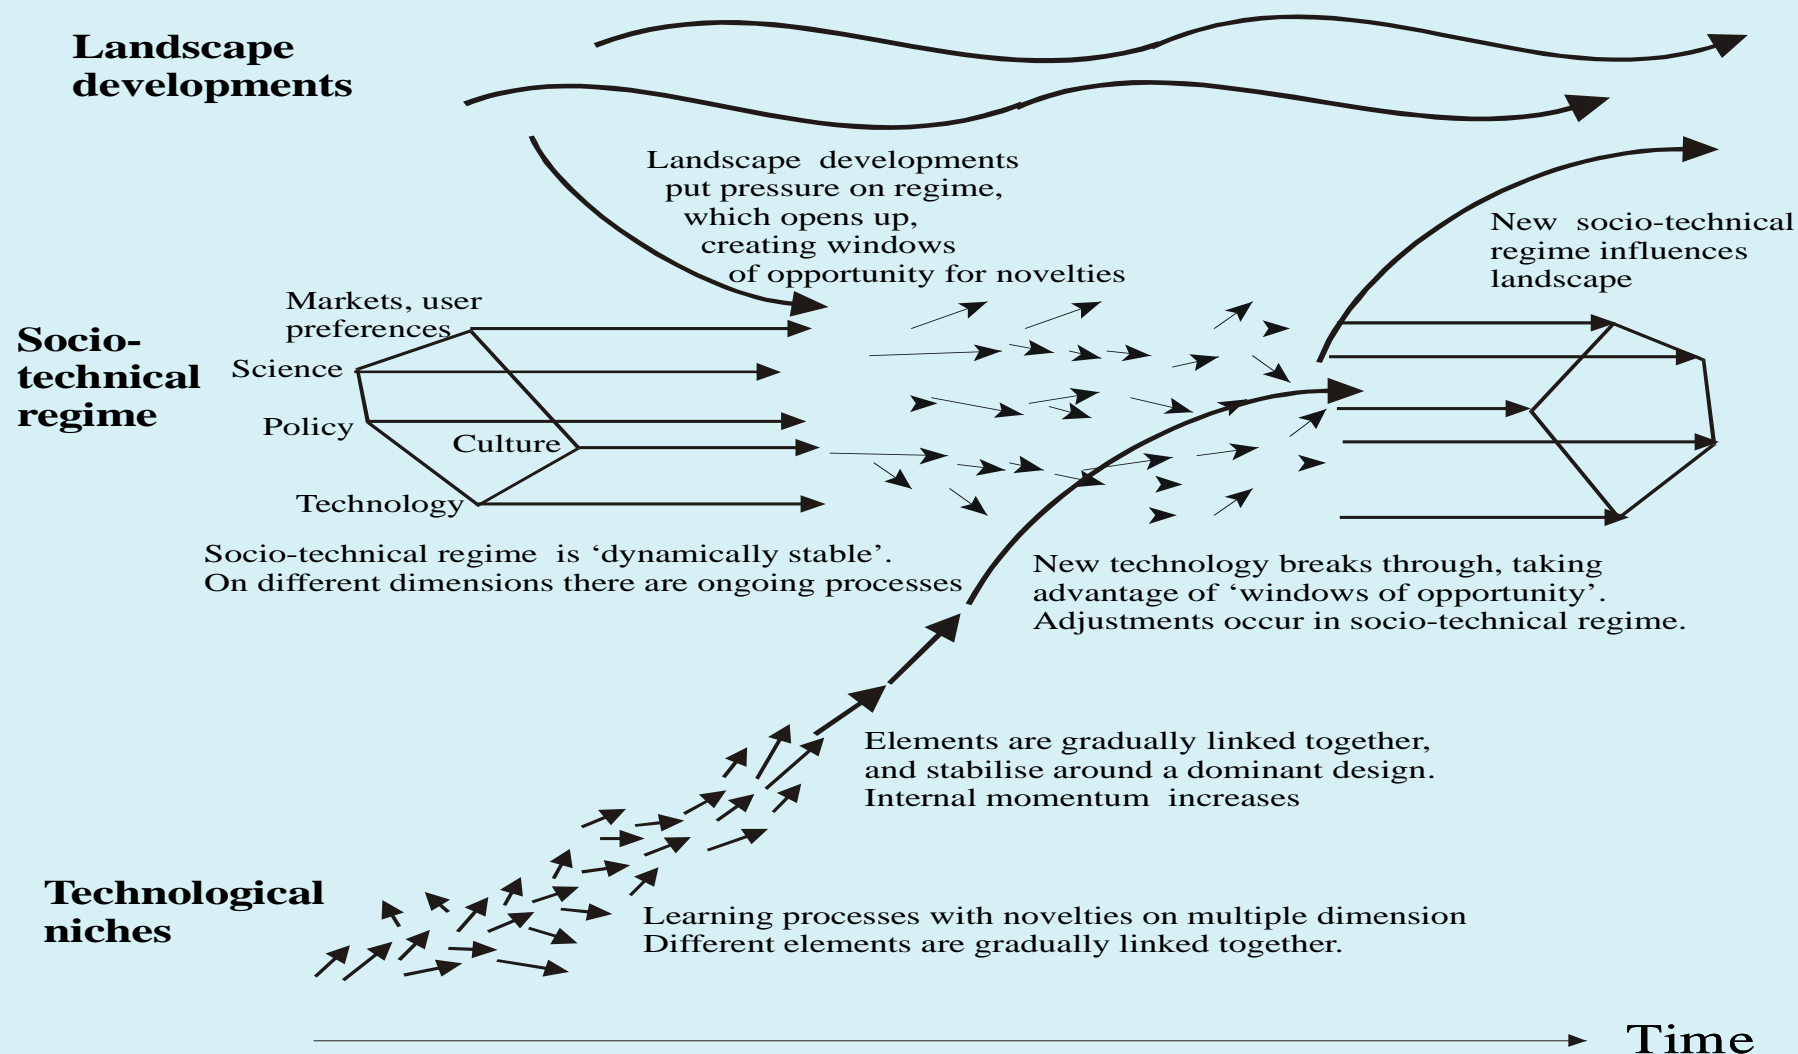 Landscape
developments
Landscape developments
put pressure on regime,
which opens up,
creating windows
of opportunity for novelties
New socio-technical
regime influences
landscape
Socio-
technical
regime
Markets, user
preferences
Science
Policy
Culture
Technology
Socio-technical regime is ‘dynamically stable’.
On different dimensions there are ongoing processes
New technology breaks through, taking
advantage of ‘windows of opportunity’.
Adjustments occur in socio-technical regime.
Elements are gradually linked together,
and stabilise around a dominant design.
Internal momentum increases
Technological
niches
Learning processes with novelties on multiple dimension
Different elements are gradually linked together.
Time